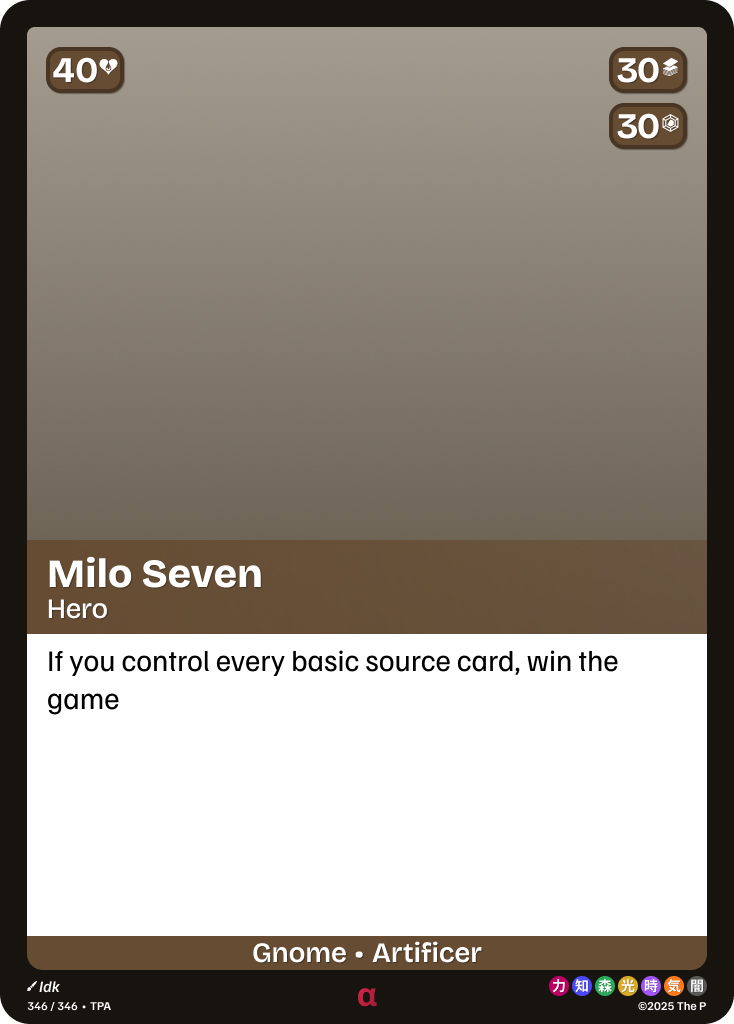 40
30
30
Milo Seven
Hero
If you control every basic source card, win the
game
Gnome • Artificer
Idk
346 / 346 • TPA
α
力 知 森 光 時 気 闇
©2025 The P